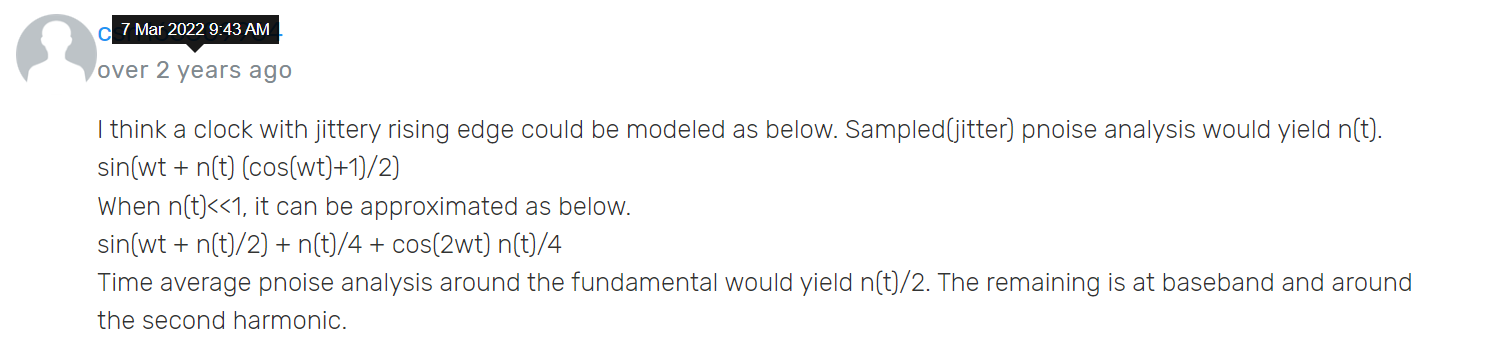 7 Mar 2022 9:43 AM
over 2 years ago
I think a clock with jittery rising edge could be modeled as below. Sampled(jitter) pnoise analysis would yield n(t).
sin(wt + n(t) (cos(wt)+1)/2)
When n(t)<<1, it can be approximated as below.
sin(wt + n(t)/2) + n(t)/4 + cos(2wt) n(t)/4
Time average pnoise analysis around the fundamental would yield n(t)/2. The remaining is at baseband and around
the second harmonic.